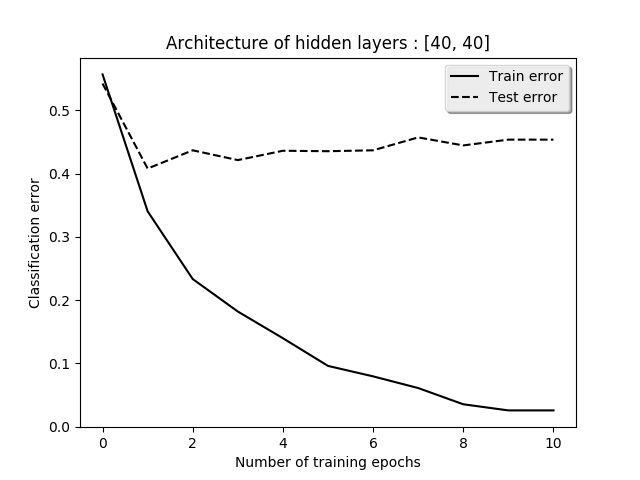 Architecture of hidden layers : [40, 40]
Train error
Test error
0.5
0.4
0.3
0.2
0.1
0.0
Classification error
0 2 4 6 8 10
Number of training epochs